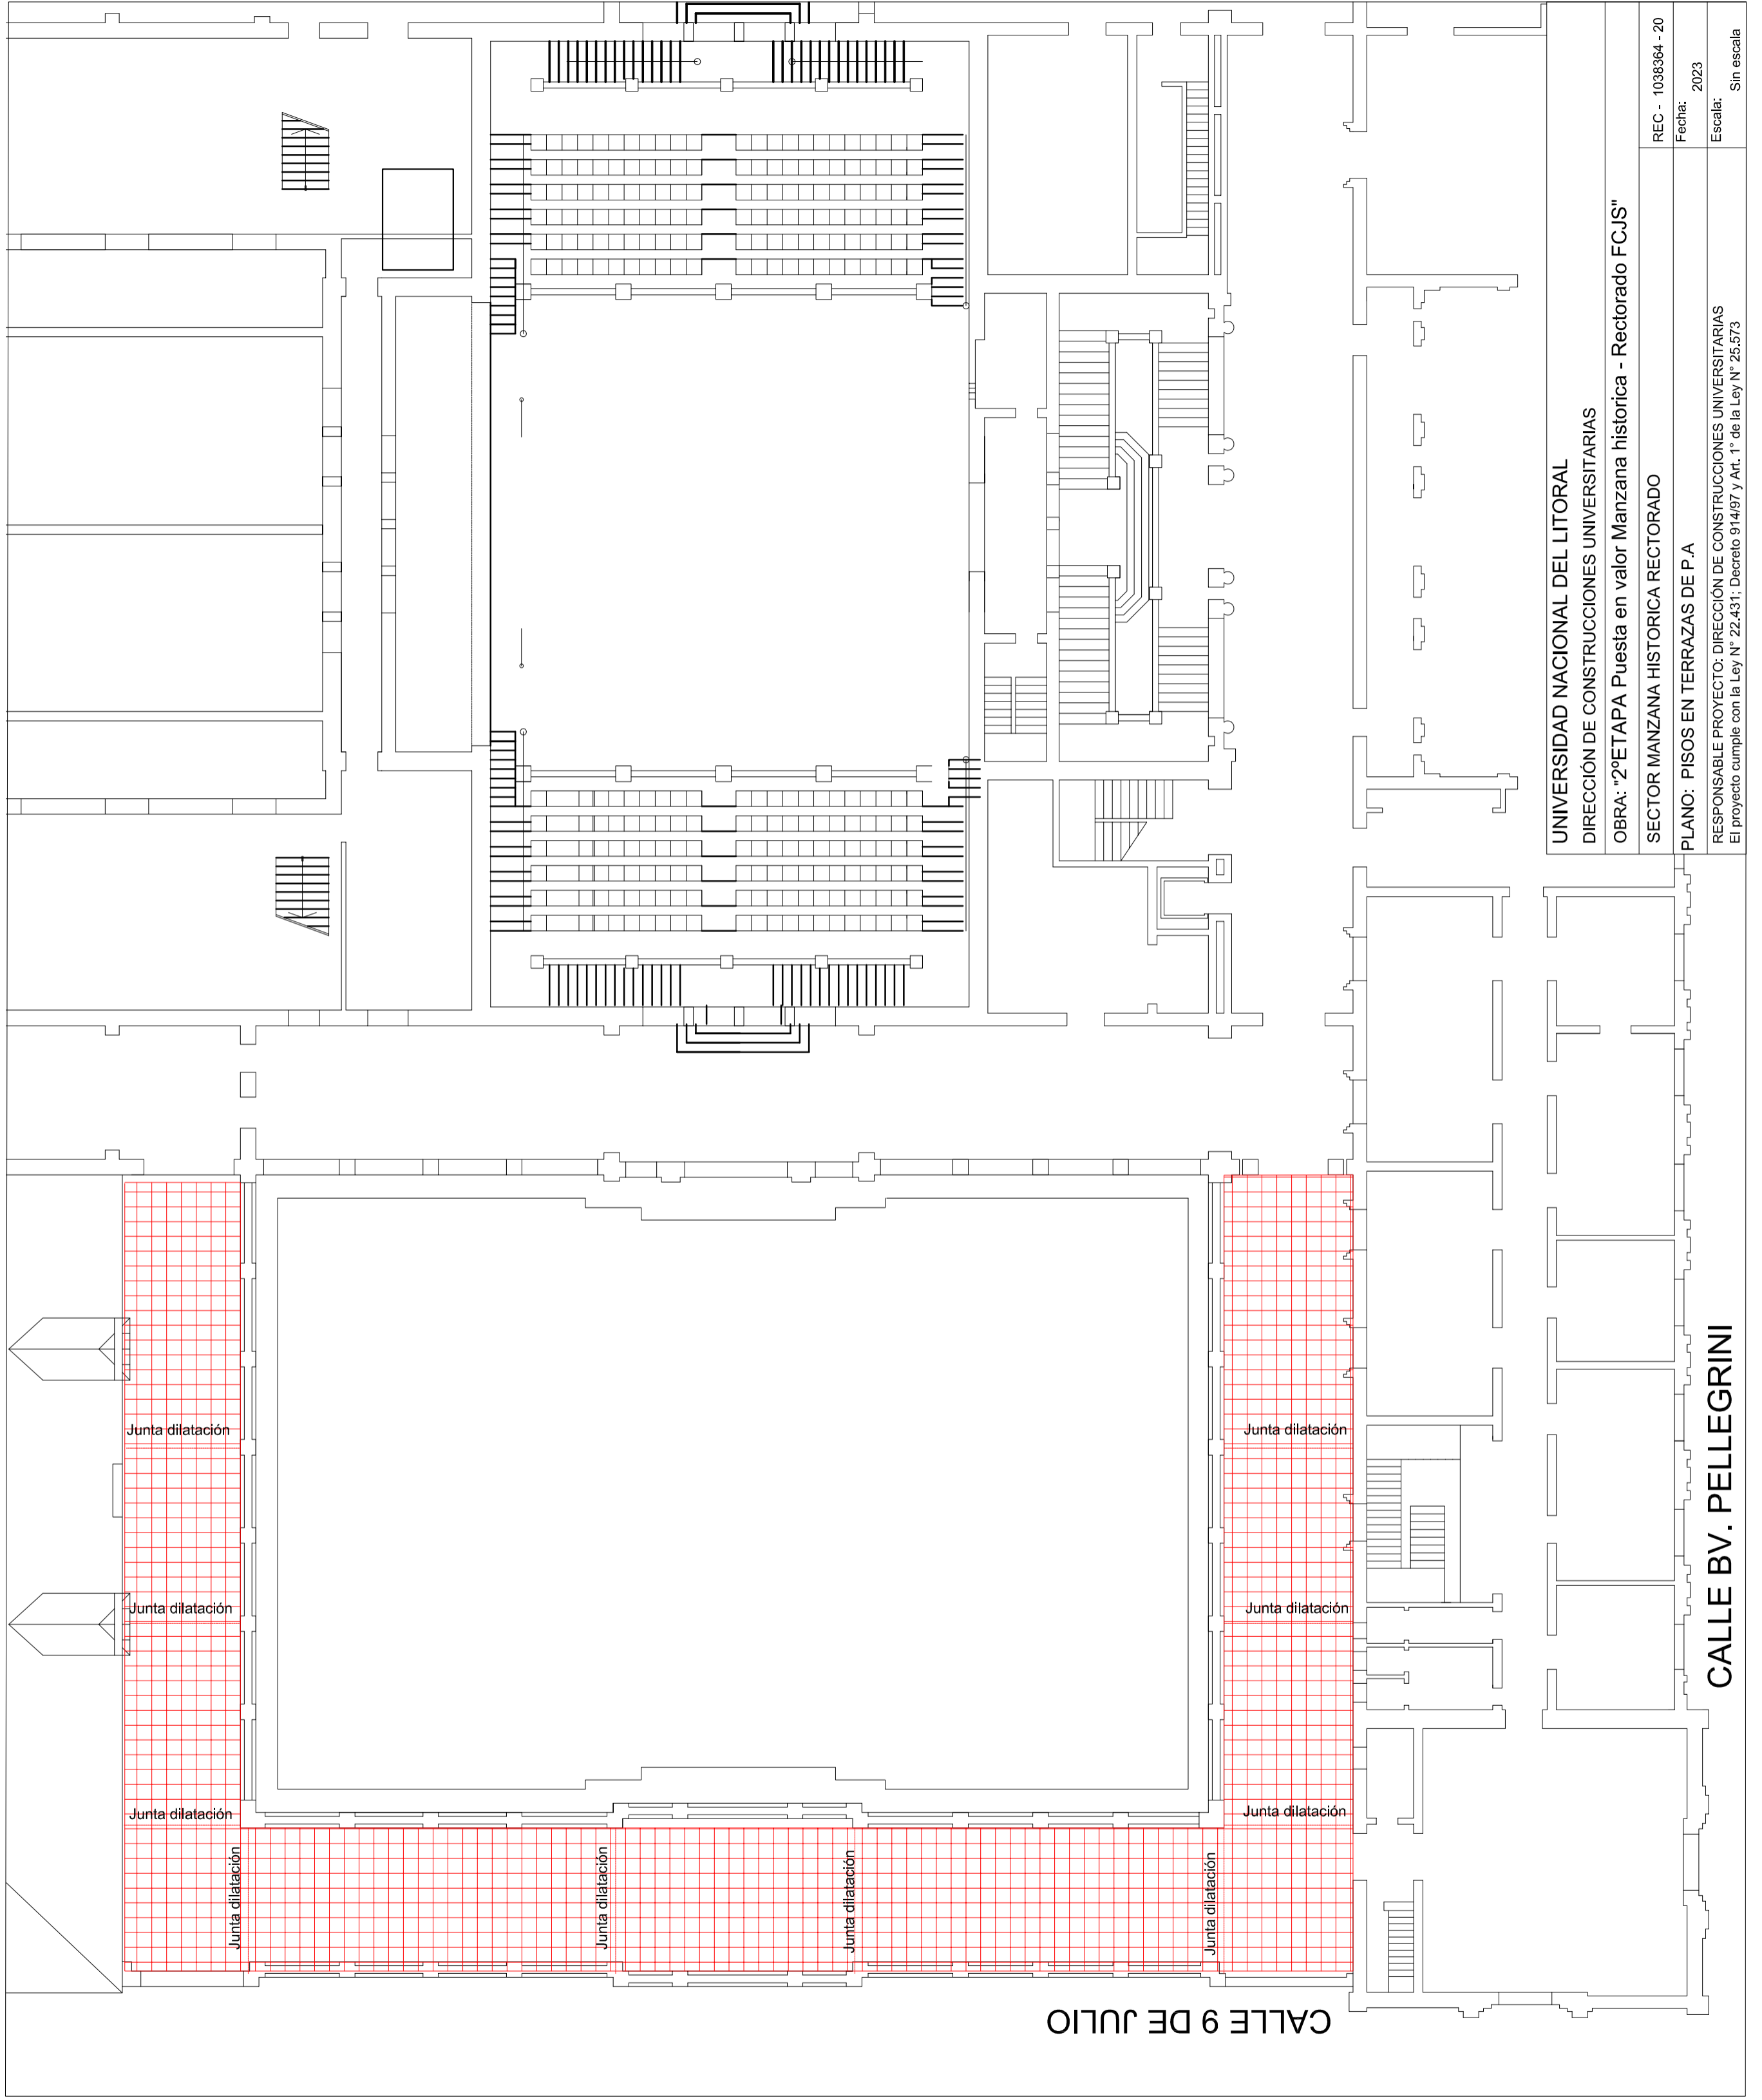 UNIVERSIDAD NACIONAL DEL LITORAL
DIRECCIÓN DE CONSTRUCCIONES UNIVERSITARIAS
OBRA: "2ºETAPA Puesta en valor Manzana historica - Rectorado FCJS"
SECTOR MANZANA HISTORICA RECTORADO
REC - 1038364 - 20
PLANO: PISOS EN TERRAZAS DE P.A
Fecha:
2023
RESPONSABLE PROYECTO: DIRECCIÓN DE CONSTRUCCIONES UNIVERSITARIAS
El proyecto cumple con la Ley N° 22.431; Decreto 914/97 y Art. 1° de la Ley N° 25.573
Escala:
Sin escala
Junta dilatación
Junta dilatación
Junta dilatación
Junta dilatación
Junta dilatación
Junta dilatación
Junta dilatación
Junta dilatación
Junta dilatación
Junta dilatación
CALLE 9 DE JULIO
CALLE BV. PELLEGRINI